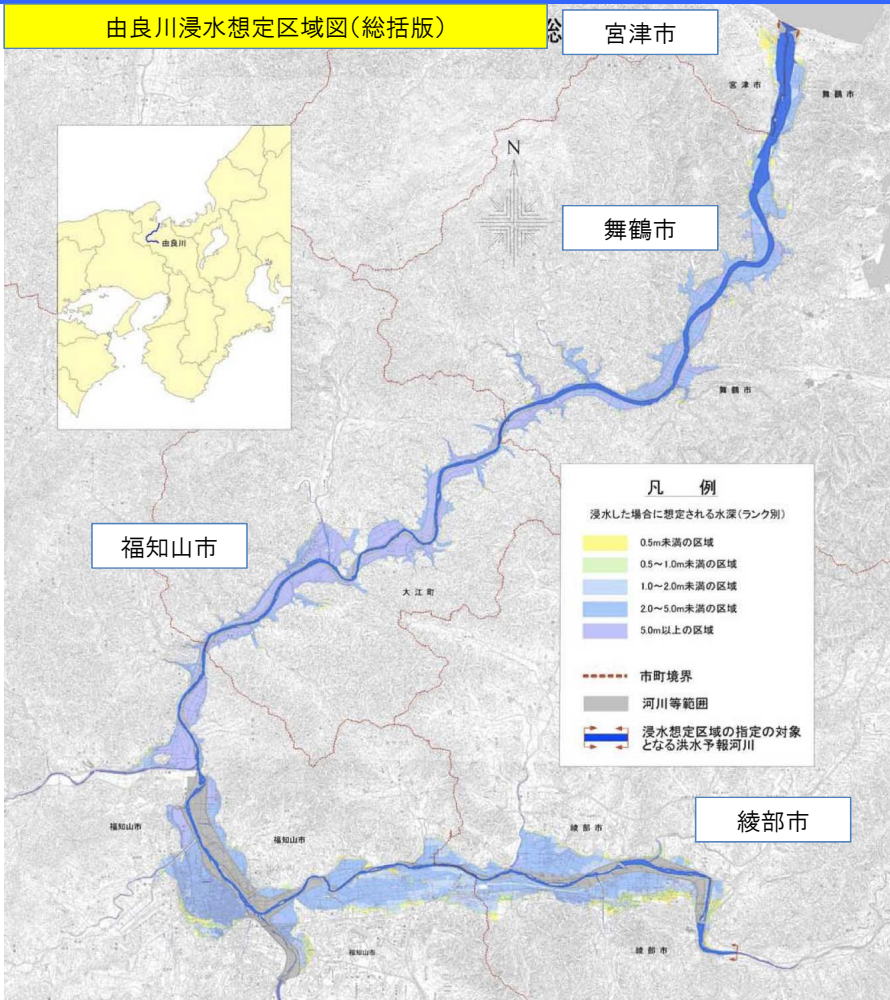 由良川浸水想定区域図(総括版)
総
宮津市
宮津市
舞鶴市
N
由良川
舞鶴市
舞鶴市
凡 例
浸水した場合に想定される水深(ランク別)
0.5m未満の区域
0.5~1.0m未満の区域
1.0~2.0m未満の区域
2.0~5.0m未満の区域
5.0m以上の区域
市町境界
河川等範囲
浸水想定区域の指定の対象
となる洪水予報河川
福知山市
大江町
綾部市
福知山市
福知山市
綾部市
福知山市
綾部市